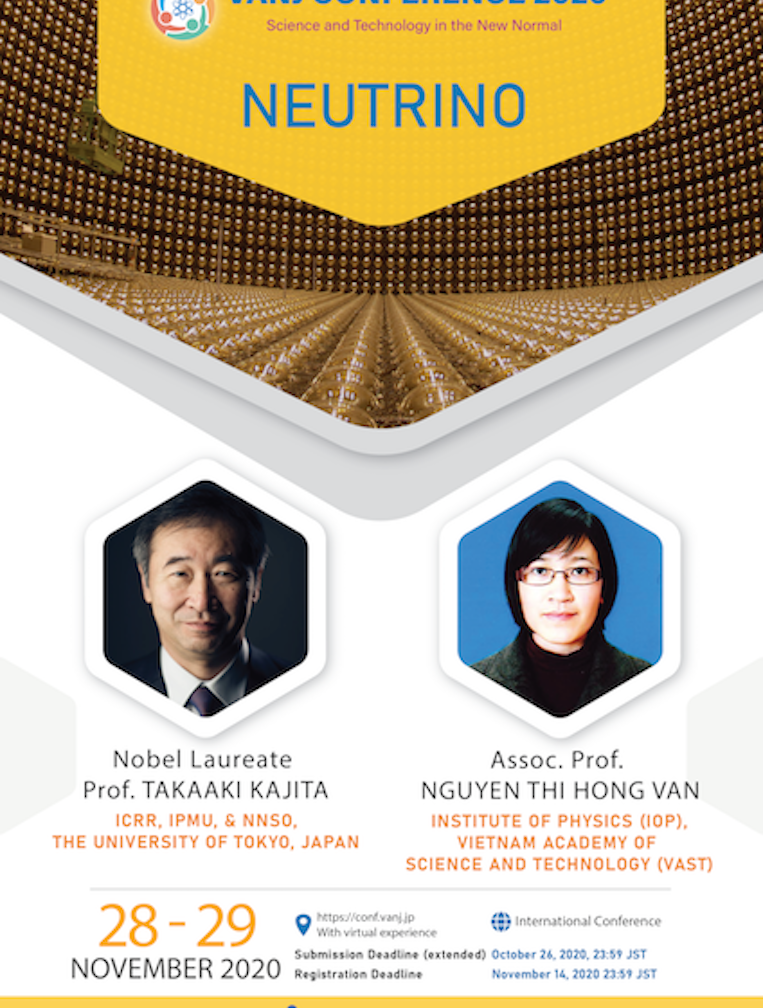 VANJ CONFERENCE 2020
Science and Technology in the New Normal
NEUTRINO
Nobel Laureate
Prof. TAKAAKI KAJITA
ICRR, IPMU, & NNSO,
THE UNIVERSITY OF TOKYO, JAPAN
Assoc. Prof.
NGUYEN THI HONG VAN
INSTITUTE OF PHYSICS (IOP),
VIETNAM ACADEMY OF
SCIENCE AND TECHNOLOGY (VAST)
28 - 29
NOVEMBER 2020
https://conf.vanj.jp
With virtual experience
International Conference
Submission Deadline (extended) October 26, 2020, 23:59 JST
Registration Deadline November 14, 2020 23:59 JST